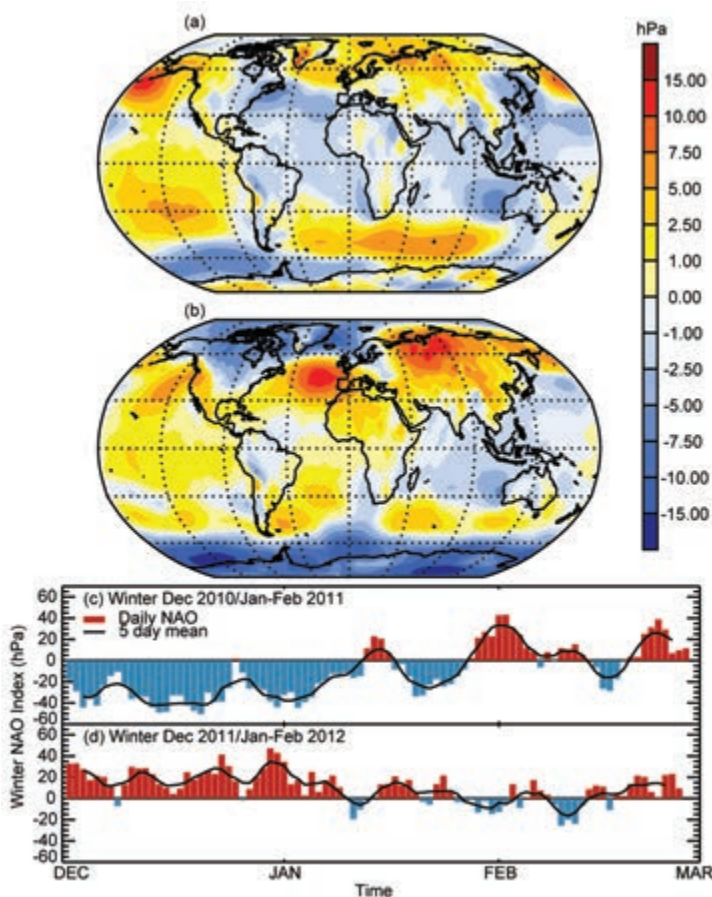 (a)
hPa
15.00
10.00
7.50
5.00
2.50
1.00
0.00
-1.00
-2.50
-5.00
-7.50
-10.00
-15.00
(b)
(c) Winter Dec 2010/Jan-Feb 2011
Daily NAO
5 day mean
60
40
20
0
-20
-40
-60
(d) Winter Dec 2011/Jan-Feb 2012
60
40
20
0
-20
-40
-60
Winter NAO Index (hPa)
DEC
JAN
FEB
MAR
Time